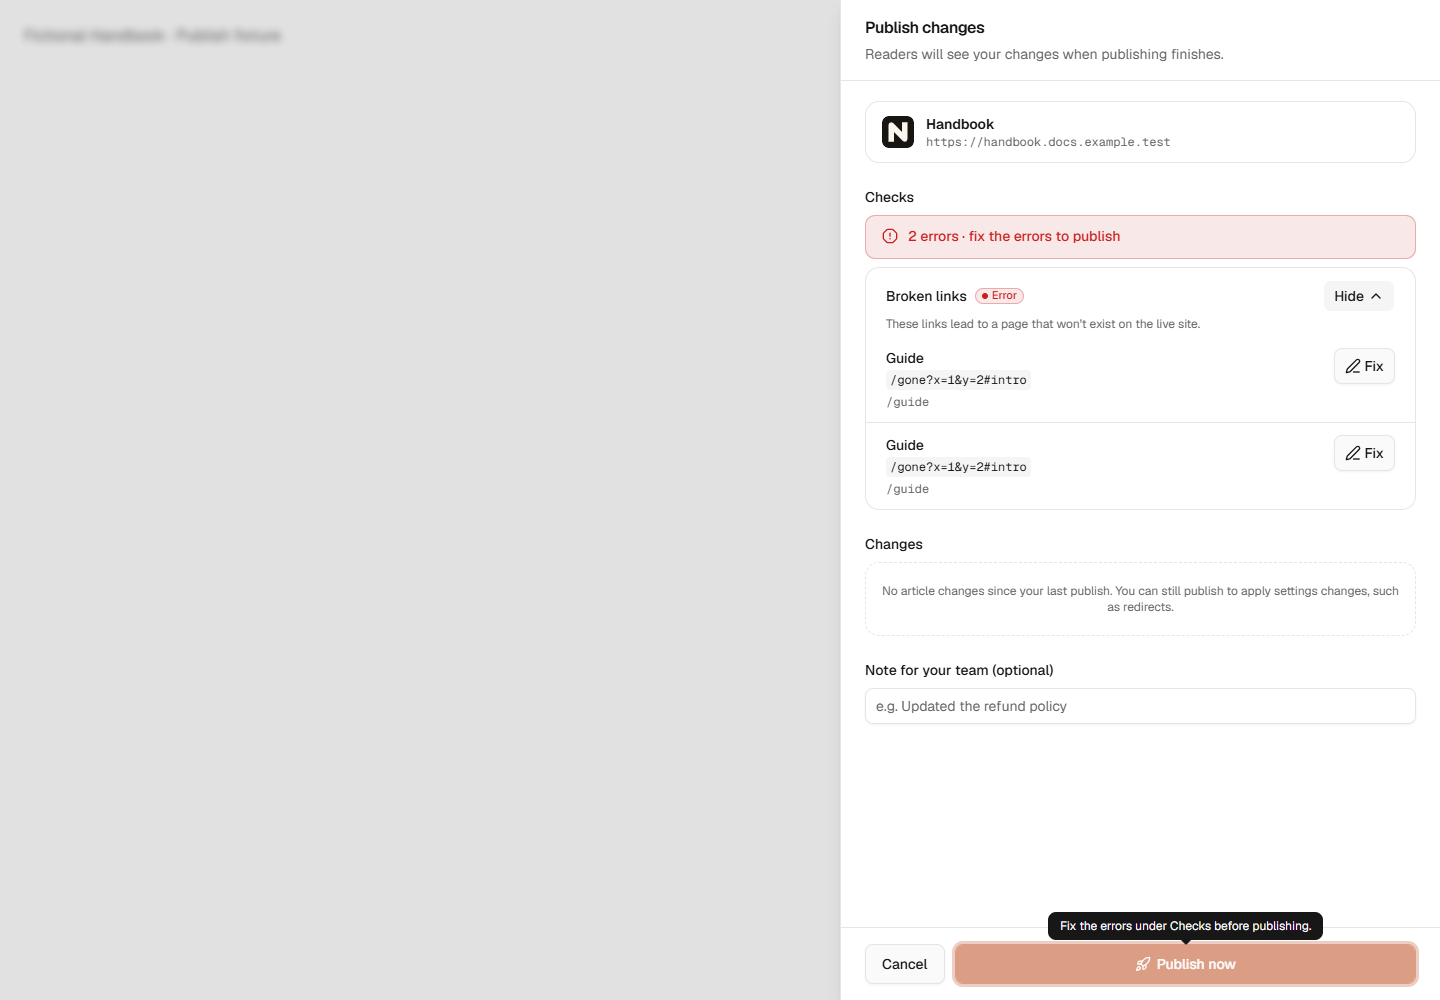 Fictional Handbook · Publish fixture
Publish changes
Readers will see your changes when publishing finishes.
N
Handbook
https://handbook.docs.example.test
Checks
2 errors · fix the errors to publish
Broken links
Error
Hide
These links lead to a page that won't exist on the live site.
Guide
/gone?x=1&y=2#intro
/guide
Fix
Guide
/gone?x=1&y=2#intro
/guide
Fix
Changes
No article changes since your last publish. You can still publish to apply settings changes, such
as redirects.
Note for your team (optional)
e.g. Updated the refund policy
Fix the errors under Checks before publishing.
Cancel
Publish now